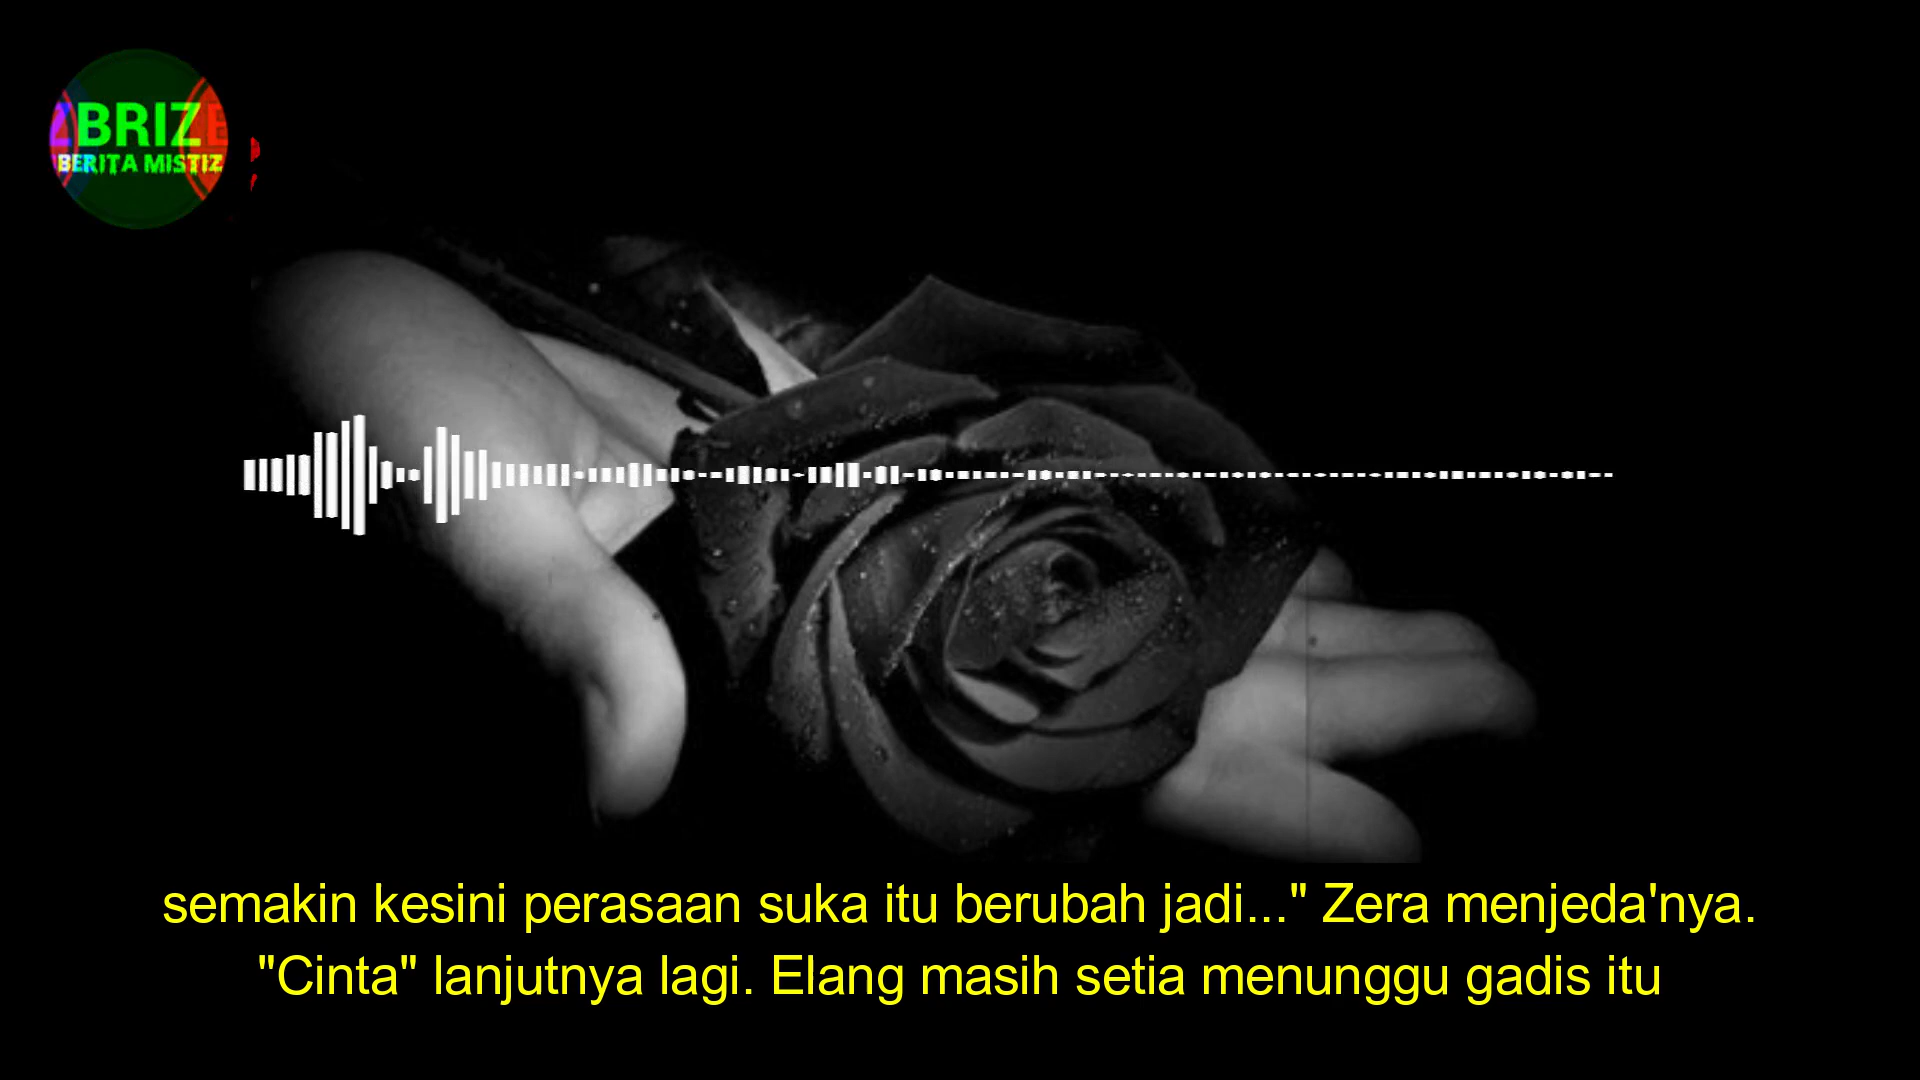 ZBRIZE
BERITA MISTIZ
semakin kesini perasaan suka itu berubah jadi..." Zera menjeda'nya.
"Cinta" lanjutnya lagi. Elang masih setia menunggu gadis itu